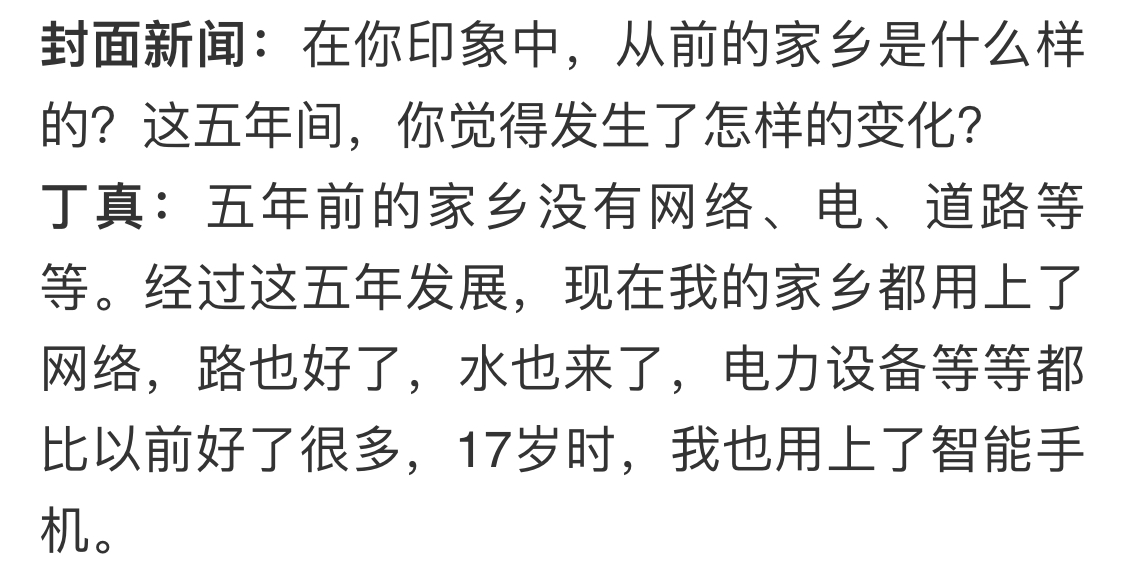 封面新闻：在你印象中，从前的家乡是什么样
的？这五年间，你觉得发生了怎样的变化？
丁真：五年前的家乡没有网络、电、道路等
等。经过这五年发展，现在我的家乡都用上了
网络，路也好了，水也来了，电力设备等等都
比以前好了很多，17岁时，我也用上了智能手
机。